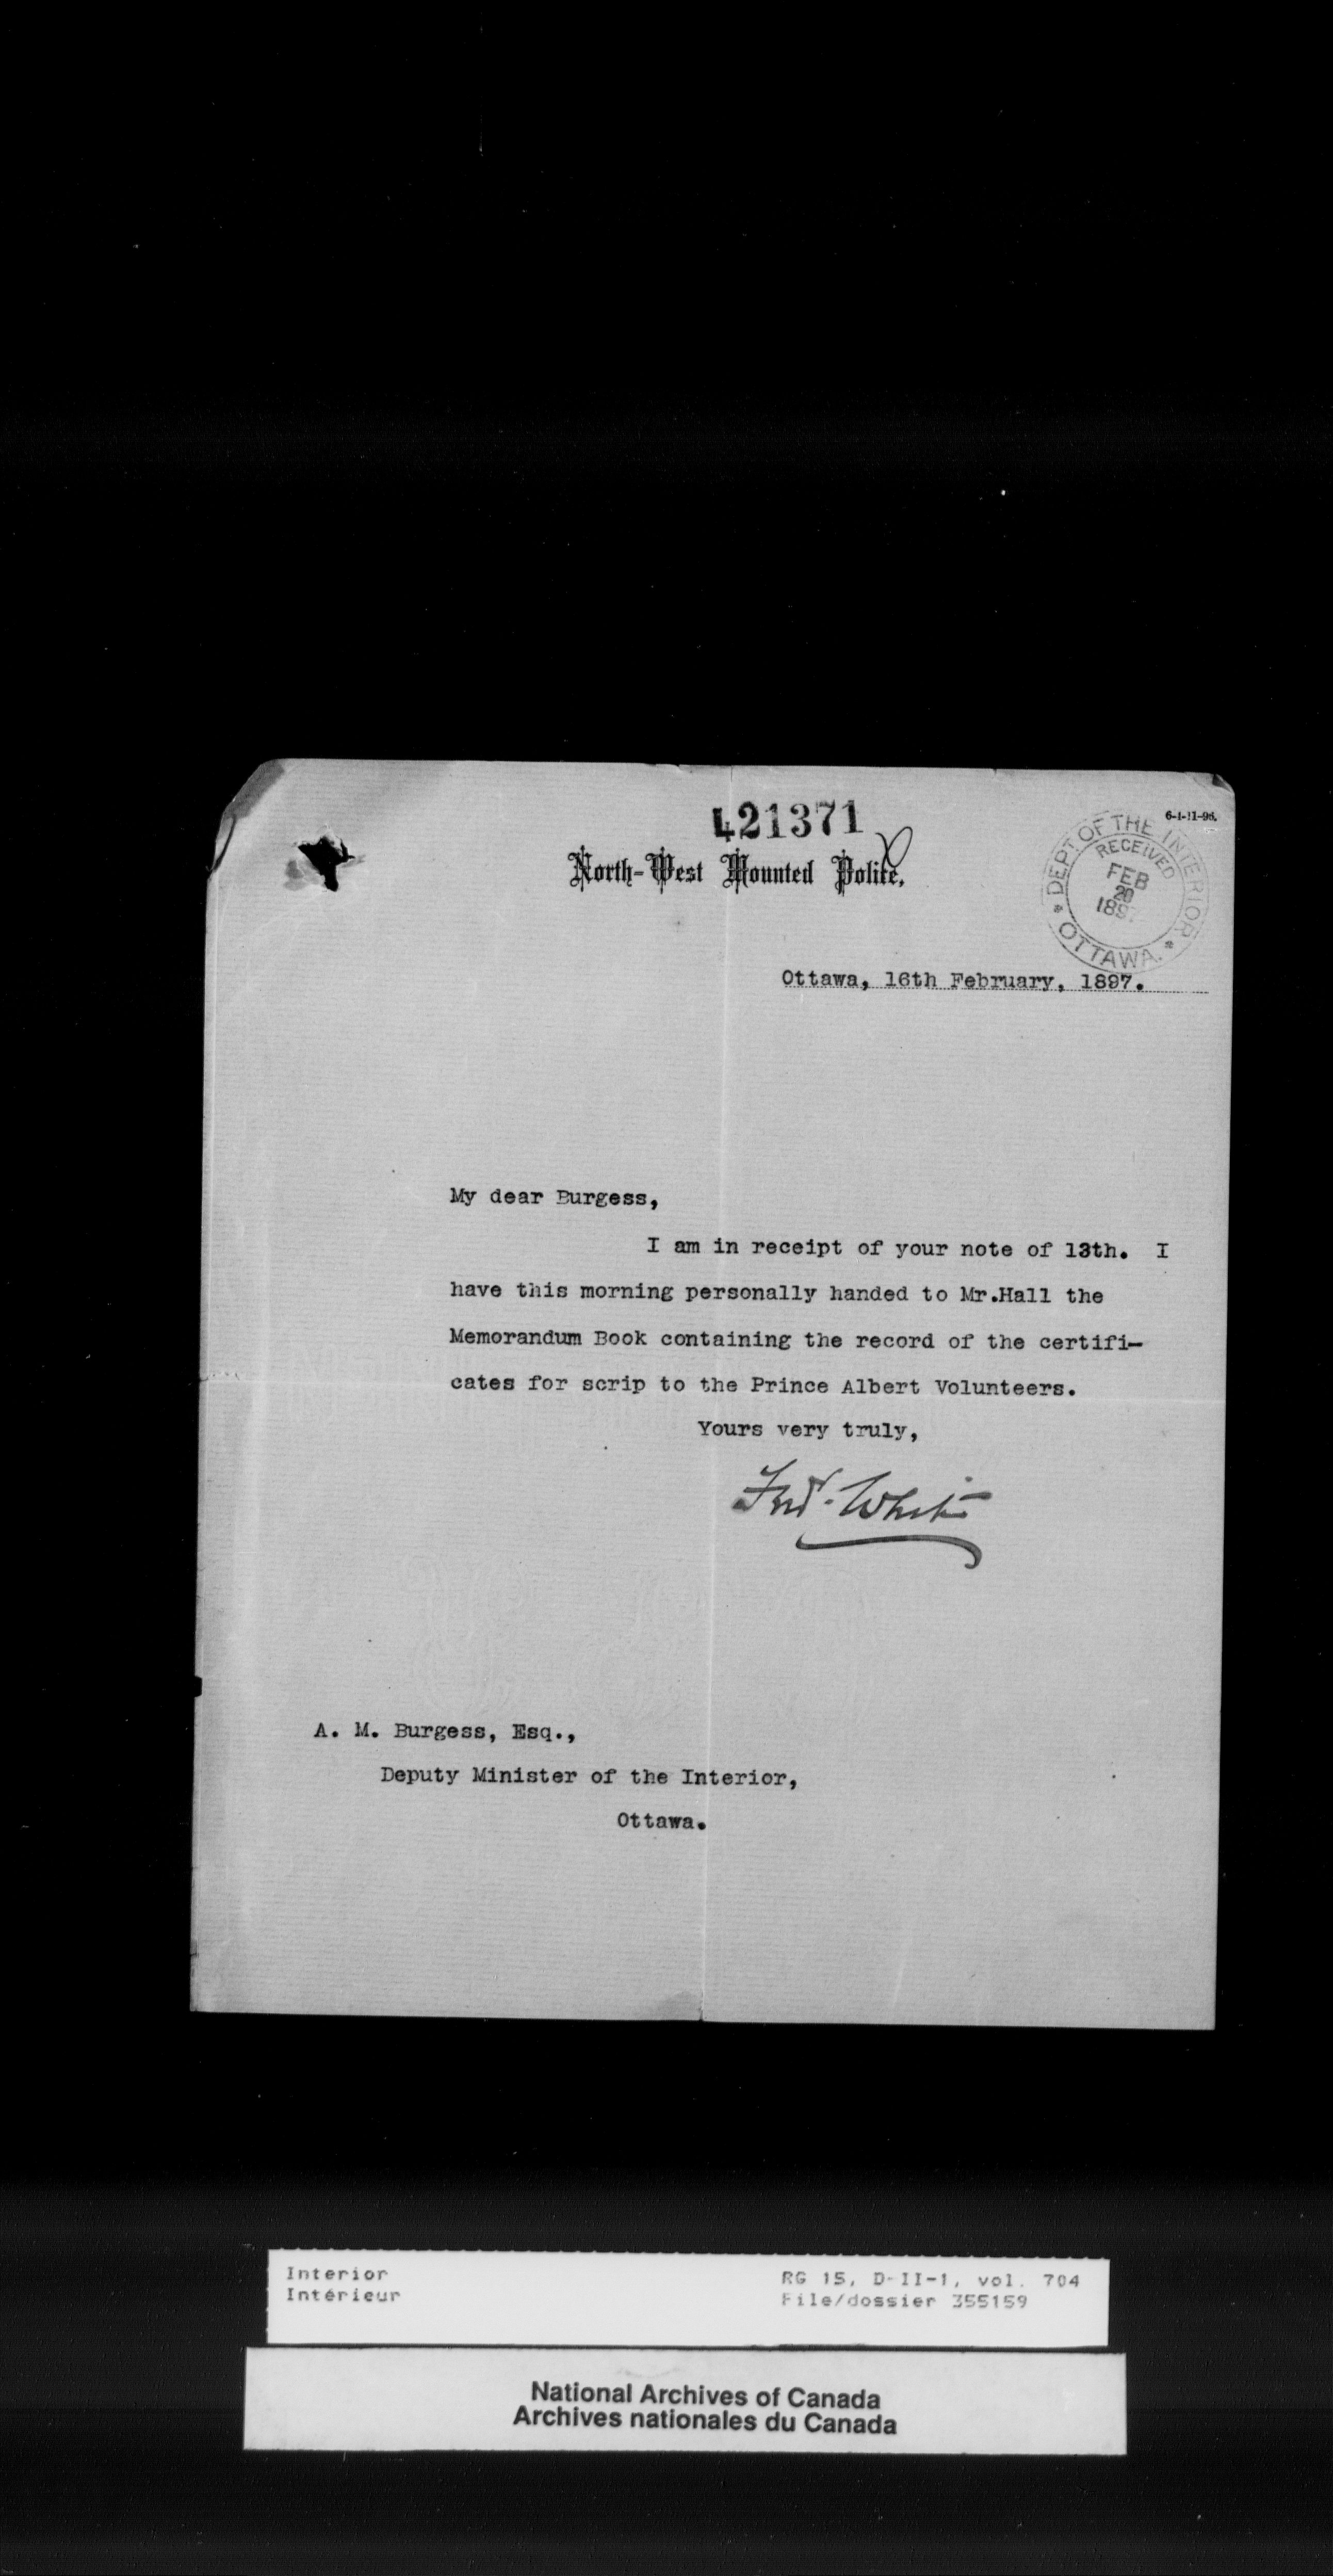 421371
6-1-11-96.
North-West Mounted Police.
DEPT. OF THE INTERIOR
RECEIVED
FEB
20
1897
* OTTAWA. *
Ottawa, 16th February, 1897.
My dear Burgess,
I am in receipt of your note of 13th. I
have this morning personally handed to Mr.Hall the
Memorandum Book containing the record of the certifi-
cates for scrip to the Prince Albert Volunteers.
Yours very truly,
Fred. White
A. M. Burgess, Esq.,
Deputy Minister of the Interior,
Ottawa.
Interior
Intérieur
RG 15, D-II-1, vol. 704
File/dossier 355159
National Archives of Canada
Archives nationales du Canada